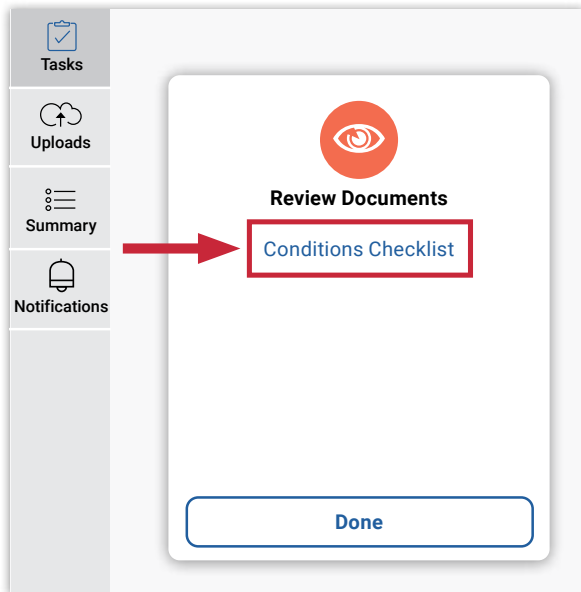 Tasks
Uploads
Summary
Notifications
Review Documents
Conditions Checklist
Done